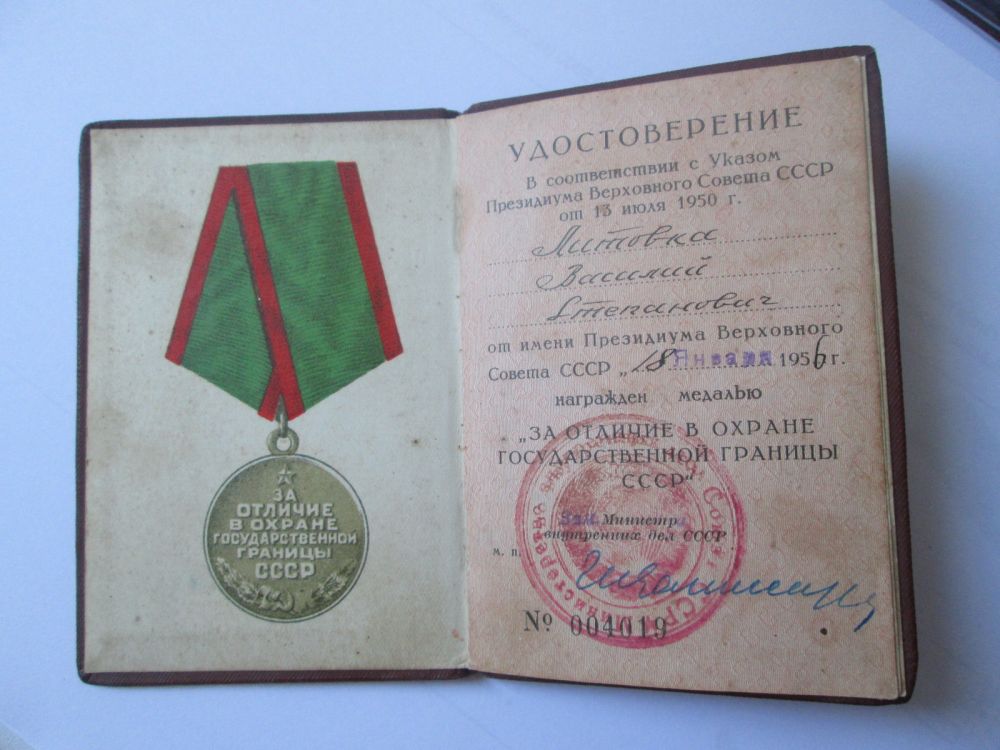 ЗА
ОТЛИЧИЕ
В ОХРАНЕ
ГОСУДАРСТВЕННОЙ
ГРАНИЦЫ
СССР
УДОСТОВЕРЕНИЕ
В соответствии с Указом
Президиума Верховного Совета СССР
от 13 июля 1950 г.
Литовка
Василий
Степанович
от имени Президиума Верховного
Совета СССР „18 Января 1956 г.
награжден медалью
„ЗА ОТЛИЧИЕ В ОХРАНЕ
ГОСУДАРСТВЕННОЙ ГРАНИЦЫ
СССР"
Зам. Министра
внутренних дел СССР
м. п.
№ 004019